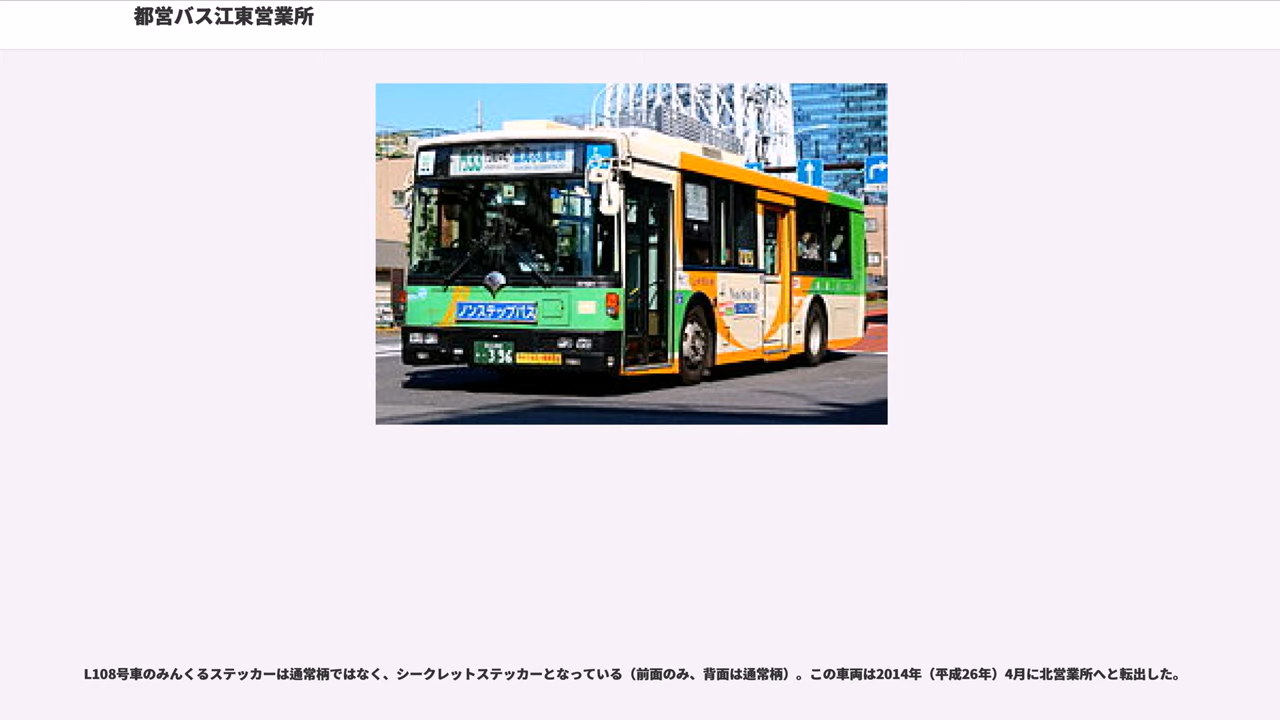 都営バス江東営業所
ノンステップバス
・396
L108号車のみんくるステッカーは通常柄ではなく、シークレットステッカーとなっている（前面のみ、背面は通常柄）。この車両は2014年（平成26年）4月に北営業所へと転出した。